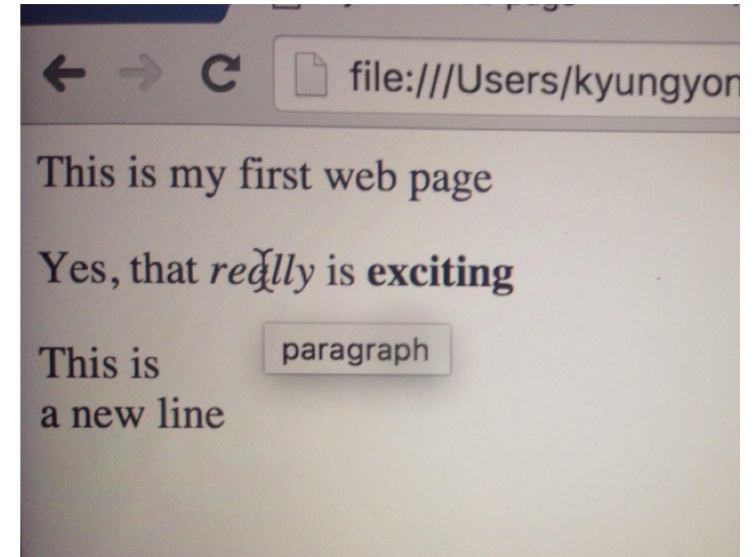 file:///Users/kyungyon
This is my first web page
Yes, that really is exciting
paragraph
This is
a new line